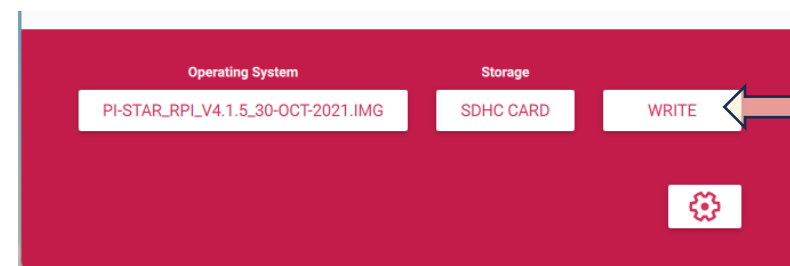 Operating System
Storage
PI-STAR_RPI_V4.1.5_30-OCT-2021.IMG
SDHC CARD
WRITE